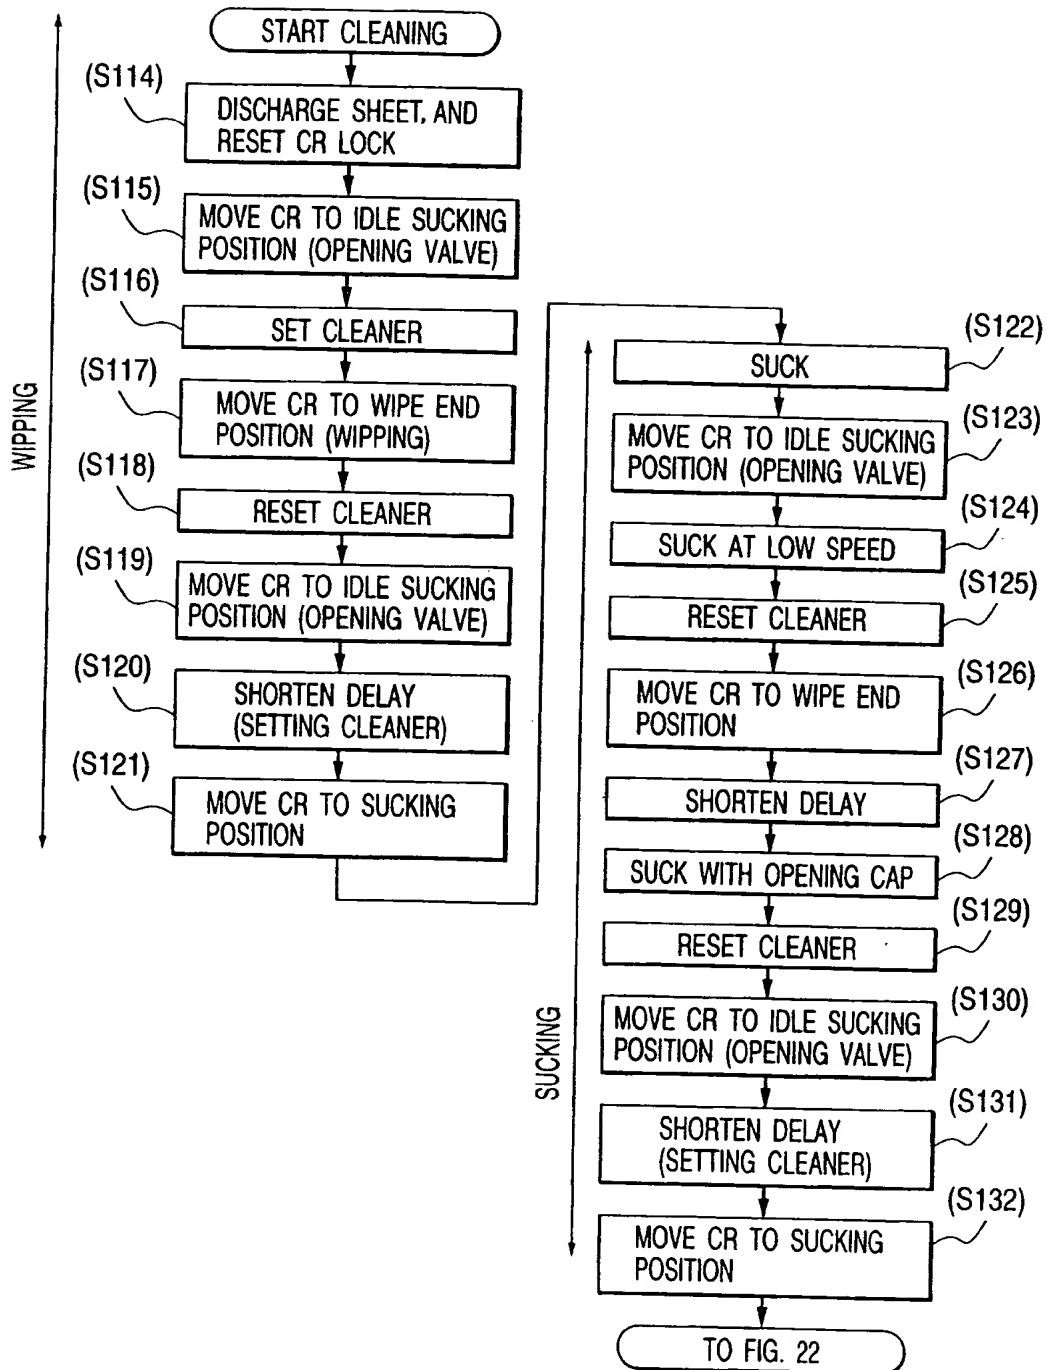 START CLEANING
(S114)
DISCHARGE SHEET, AND
RESET CR LOCK
(S115)
MOVE CR TO IDLE SUCKING
POSITION (OPENING VALVE)
(S116)
SET CLEANER
(S117)
MOVE CR TO WIPE END
POSITION (WIPPING)
(S118)
RESET CLEANER
(S119)
MOVE CR TO IDLE SUCKING
POSITION (OPENING VALVE)
(S120)
SHORTEN DELAY
(SETTING CLEANER)
(S121)
MOVE CR TO SUCKING
POSITION
WIPPING
(S122)
SUCK
(S123)
MOVE CR TO IDLE SUCKING
POSITION (OPENING VALVE)
(S124)
SUCK AT LOW SPEED
(S125)
RESET CLEANER
(S126)
MOVE CR TO WIPE END
POSITION
(S127)
SHORTEN DELAY
(S128)
SUCK WITH OPENING CAP
(S129)
RESET CLEANER
(S130)
MOVE CR TO IDLE SUCKING
POSITION (OPENING VALVE)
(S131)
SHORTEN DELAY
(SETTING CLEANER)
(S132)
MOVE CR TO SUCKING
POSITION
SUCKING
TO FIG. 22